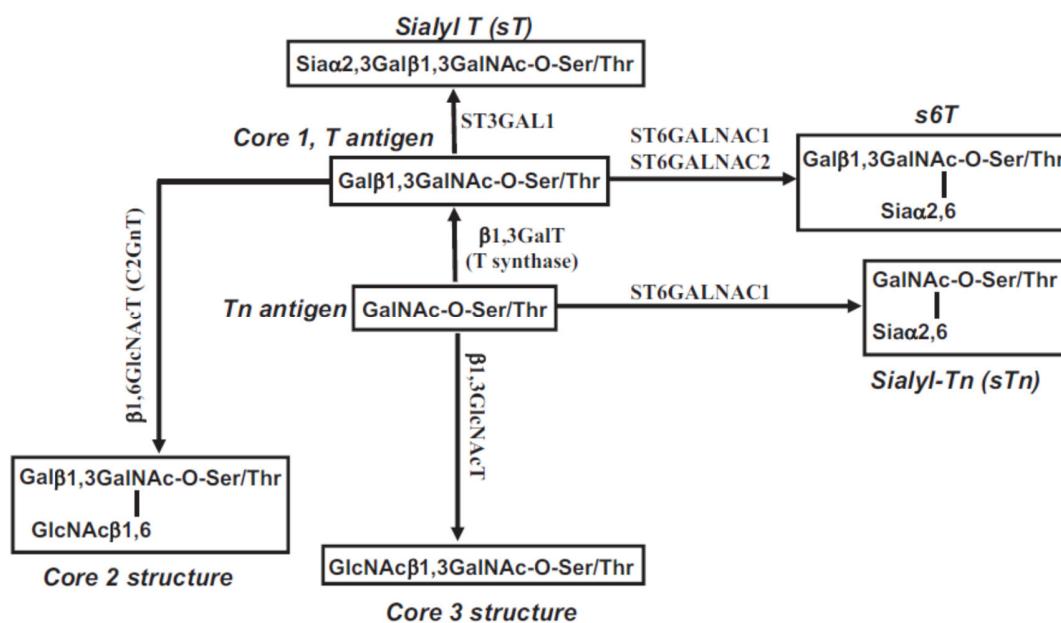 Sialyl T (sT)
Siaα2,3Galβ1,3GalNAc-O-Ser/Thr
ST3GAL1
Core 1, T antigen
Galβ1,3GalNAc-O-Ser/Thr
ST6GALNAC1
ST6GALNAC2
s6T
Galβ1,3GalNAc-O-Ser/Thr
Siaα2,6
β1,6GlcNAcT (C2GnT)
β1,3GalT
(T synthase)
Tn antigen
GalNAc-O-Ser/Thr
ST6GALNAC1
GalNAc-O-Ser/Thr
Siaα2,6
Sialyl-Tn (sTn)
β1,3GlcNAcT
Galβ1,3GalNAc-O-Ser/Thr
GlcNAcβ1,6
Core 2 structure
GlcNAcβ1,3GalNAc-O-Ser/Thr
Core 3 structure